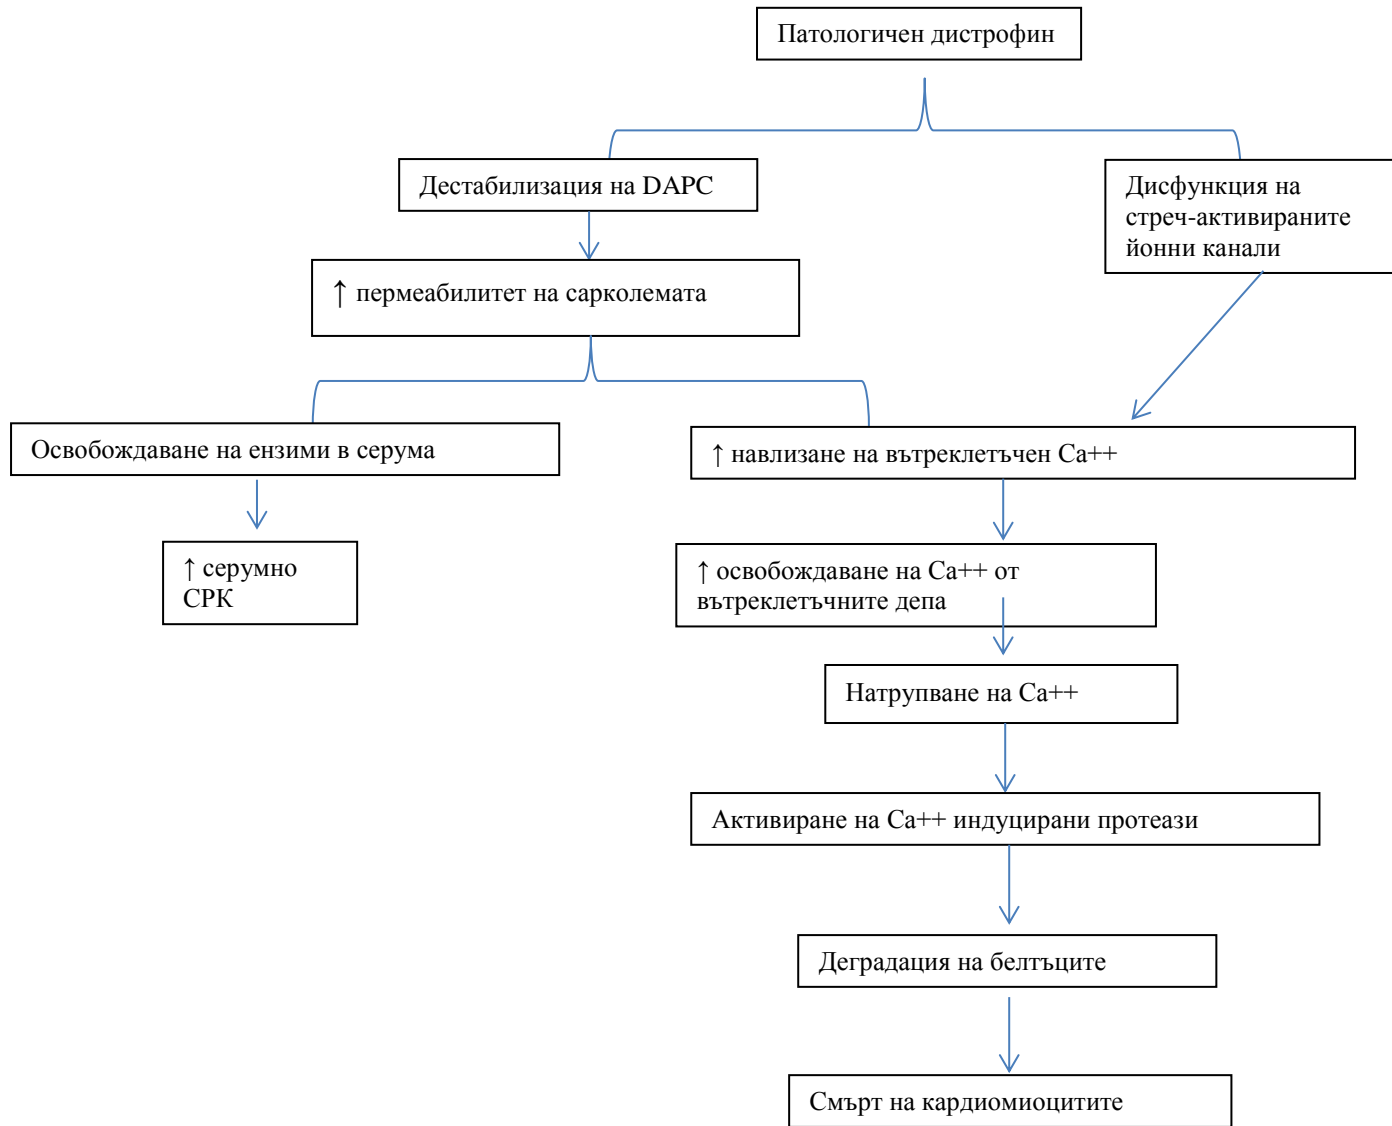 Патологичен дистрофин
Дестабилизация на DAPC
Дисфункция на
стреч-активираните
йонни канали
↑ пермеабилитет на сарколемата
Освобождаване на ензими в серума
↑ навлизане на вътреклетъчен Ca++
↑ серумно
СРК
↑ освобождаване на Ca++ от
вътреклетъчните депа
Натрупване на Ca++
Активиране на Ca++ индуцирани протеази
Деградация на белтъците
Смърт на кардиомиоцитите